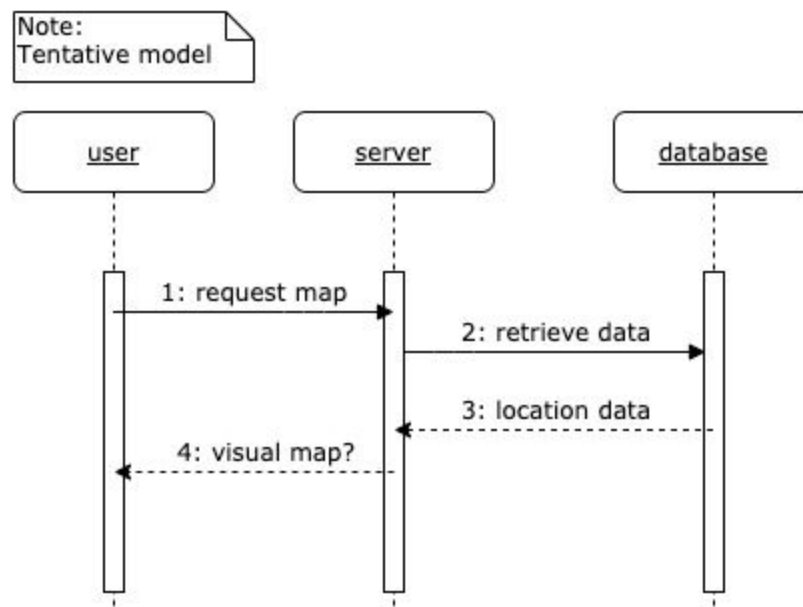 Note:
Tentative model
user
server
database
1: request map
2: retrieve data
3: location data
4: visual map?